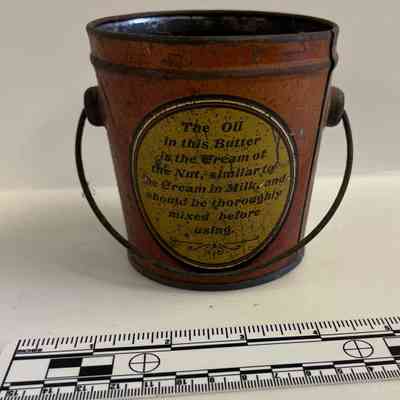 The Oil
in this Butter
is the Cream of
the Nut, similar to
the Cream in Milk, and
should be thoroughly
mixed before
using.
INCHES